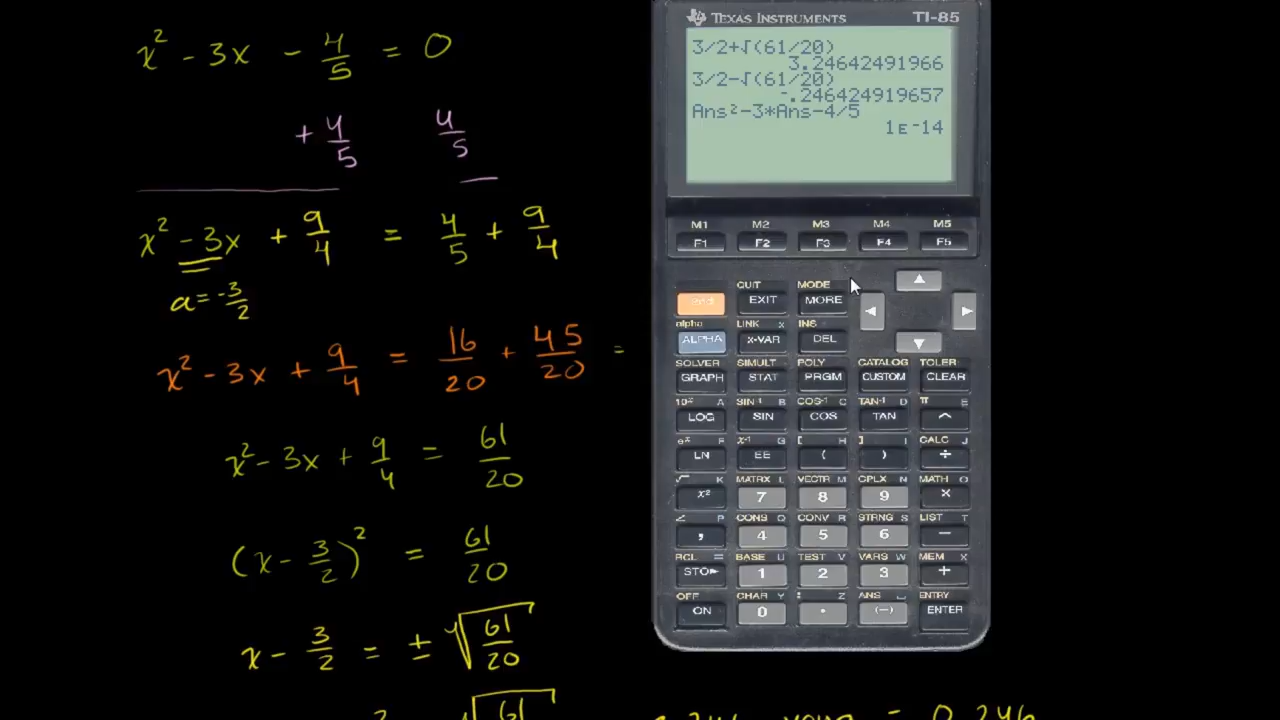 x² - 3x - 4/5 = 0
+ 4/5 4/5
x² - 3x + 9/4 = 4/5 + 9/4
a = -3/2
x² - 3x + 9/4 = 16/20 + 45/20 =
x² - 3x + 9/4 = 61/20
(x - 3/2)² = 61/20
x - 3/2 = ± √(61/20)
61
= 0.246
TEXAS INSTRUMENTS TI-85
3/2+√(61/20)
3.24642491966
3/2-√(61/20)
-.246424919657
Ans²-3*Ans-4/5
1E-14
M1 M2 M3 M4 M5
F1 F2 F3 F4 F5
QUIT MODE
2nd EXIT MORE
alpha LINK x INS
ALPHA x-VAR DEL
SOLVER SIMULT POLY CATALOG TOLER
GRAPH STAT PRGM CUSTOM CLEAR
10ˣ A SIN⁻¹ B COS⁻¹ C TAN⁻¹ D π E
LOG SIN COS TAN ^
eˣ F x⁻¹ G [ H ] I CALC J
LN EE ( ) ÷
√ K MATRX L VECTR M CPLX N MATH O
x² 7 8 9 ×
∠ P CONS Q CONV R STRNG S LIST T
, 4 5 6 −
RCL = BASE U TEST V VARS W MEM X
STO▸ 1 2 3 +
OFF CHAR Y : Z ANS ␣ ENTRY
ON 0 . (−) ENTER